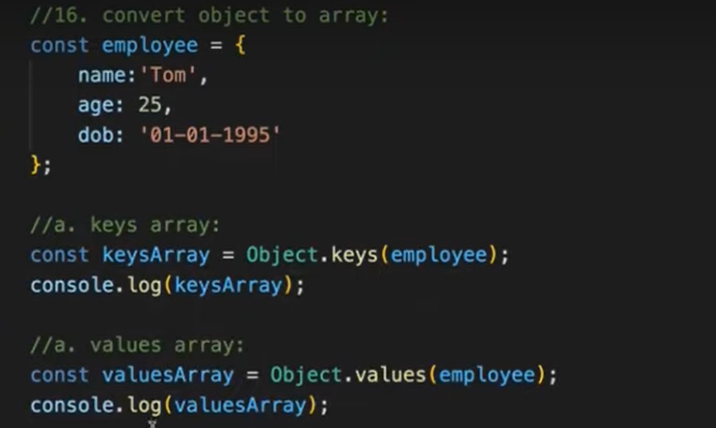 //16. convert object to array:
const employee = {
name:'Tom',
age: 25,
dob: '01-01-1995'
};
//a. keys array:
const keysArray = Object.keys(employee);
console.log(keysArray);
//a. values array:
const valuesArray = Object.values(employee);
console.log(valuesArray);